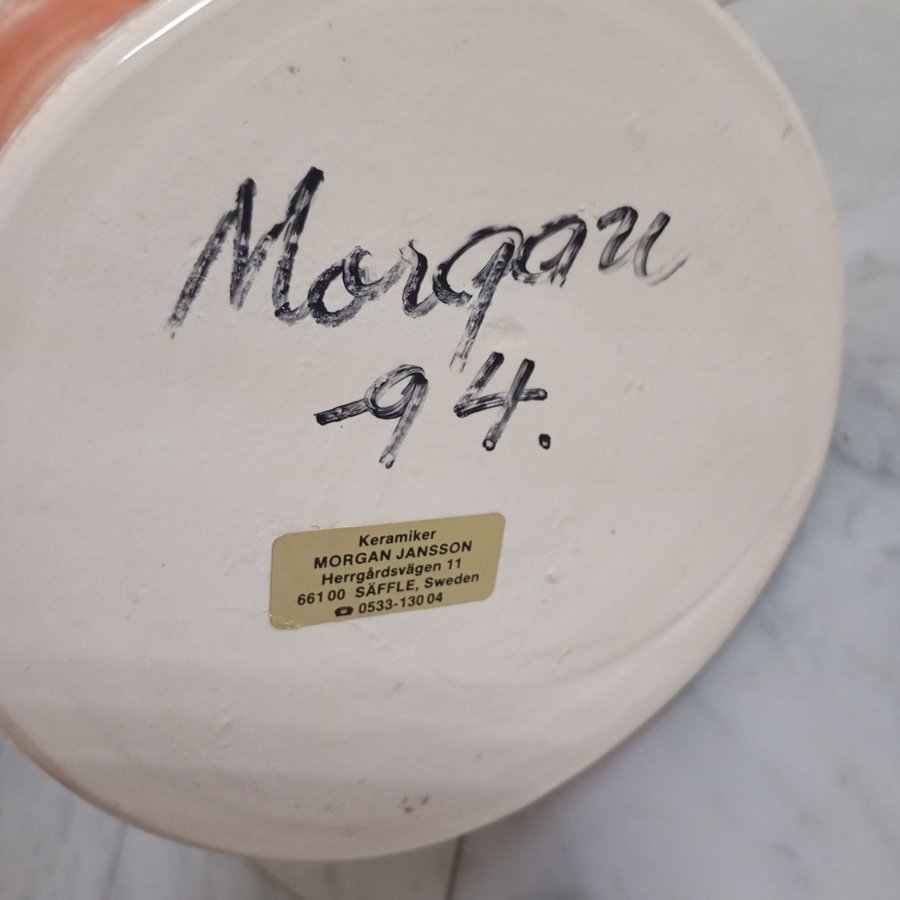 Morgan
-94.
Keramiker
MORGAN JANSSON
Herrgårdsvägen 11
661 00 SÄFFLE, Sweden
☎ 0533-130 04